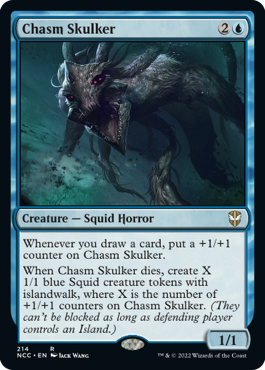 Chasm Skulker 2
Creature — Squid Horror
Whenever you draw a card, put a +1/+1
counter on Chasm Skulker.
When Chasm Skulker dies, create X
1/1 blue Squid creature tokens with
islandwalk, where X is the number
of +1/+1 counters on Chasm Skulker. (They
can't be blocked as long as defending player
controls an Island.)
1/1
214 R
NCC • EN Jack Wang
™ & © 2022 Wizards of the Coast